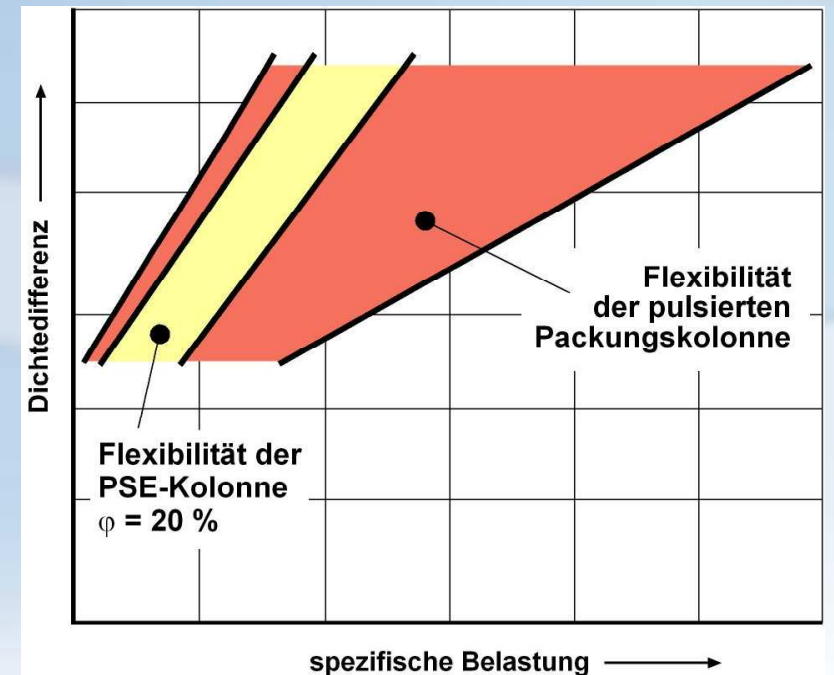 Dichtedifferenz
Flexibilität
der pulsierten
Packungskolonne
Flexibilität der
PSE-Kolonne
φ = 20 %
spezifische Belastung